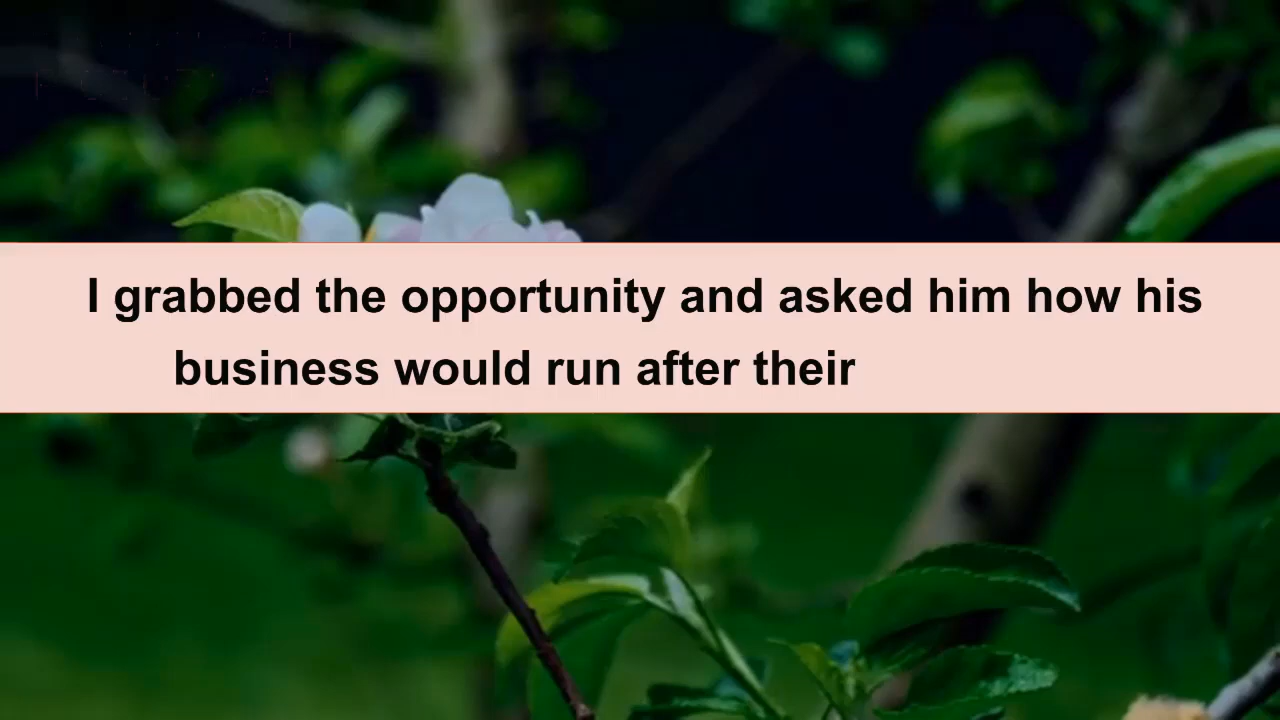 I grabbed the opportunity and asked him how his
business would run after their